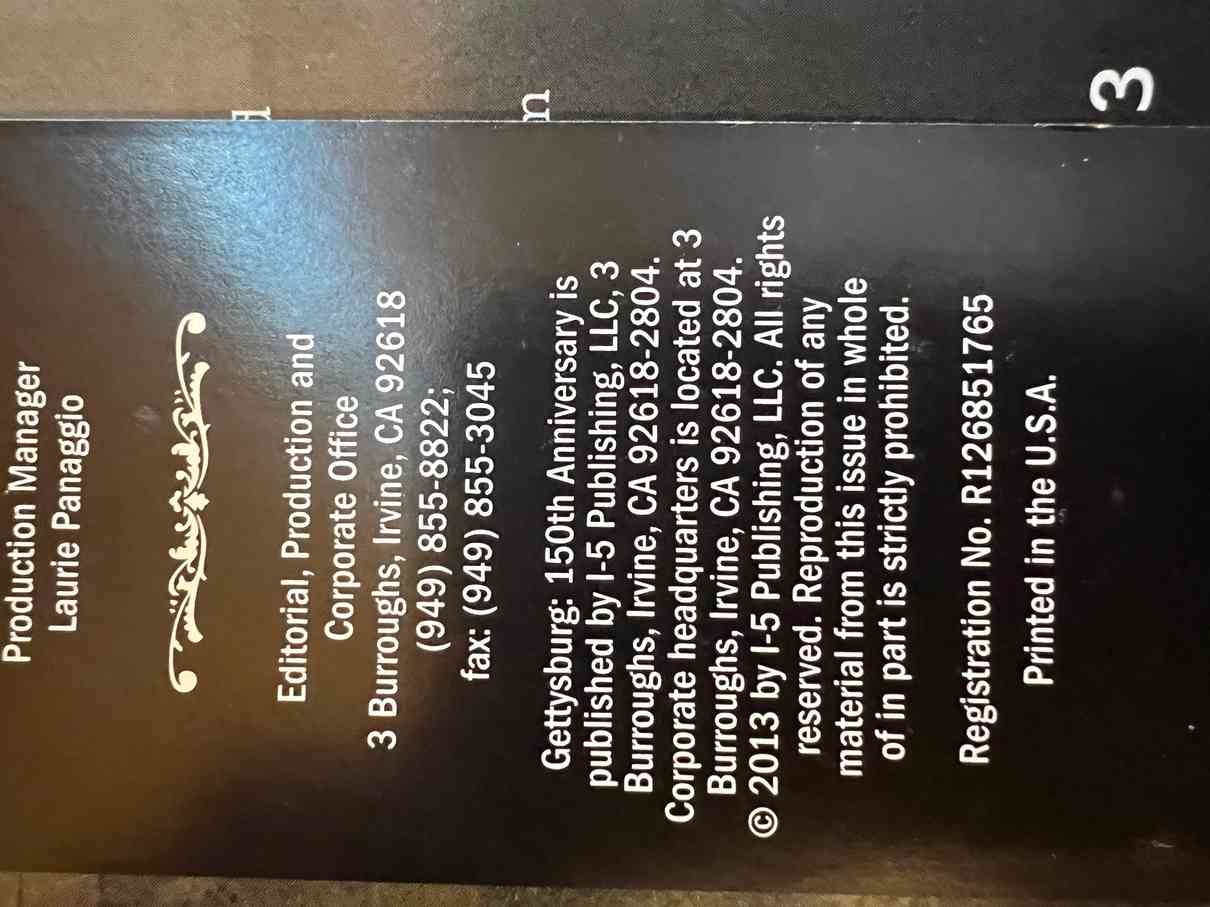 Production Manager
Laurie Panaggio
Editorial, Production and
Corporate Office
3 Burroughs, Irvine, CA 92618
(949) 855-8822;
fax: (949) 855-3045
Gettysburg: 150th Anniversary is
published by I-5 Publishing, LLC, 3
Burroughs, Irvine, CA 92618-2804.
Corporate headquarters is located at 3
Burroughs, Irvine, CA 92618-2804.
© 2013 by I-5 Publishing, LLC. All rights
reserved. Reproduction of any
material from this issue in whole
of in part is strictly prohibited.
Registration No. R126851765
Printed in the U.S.A.
3